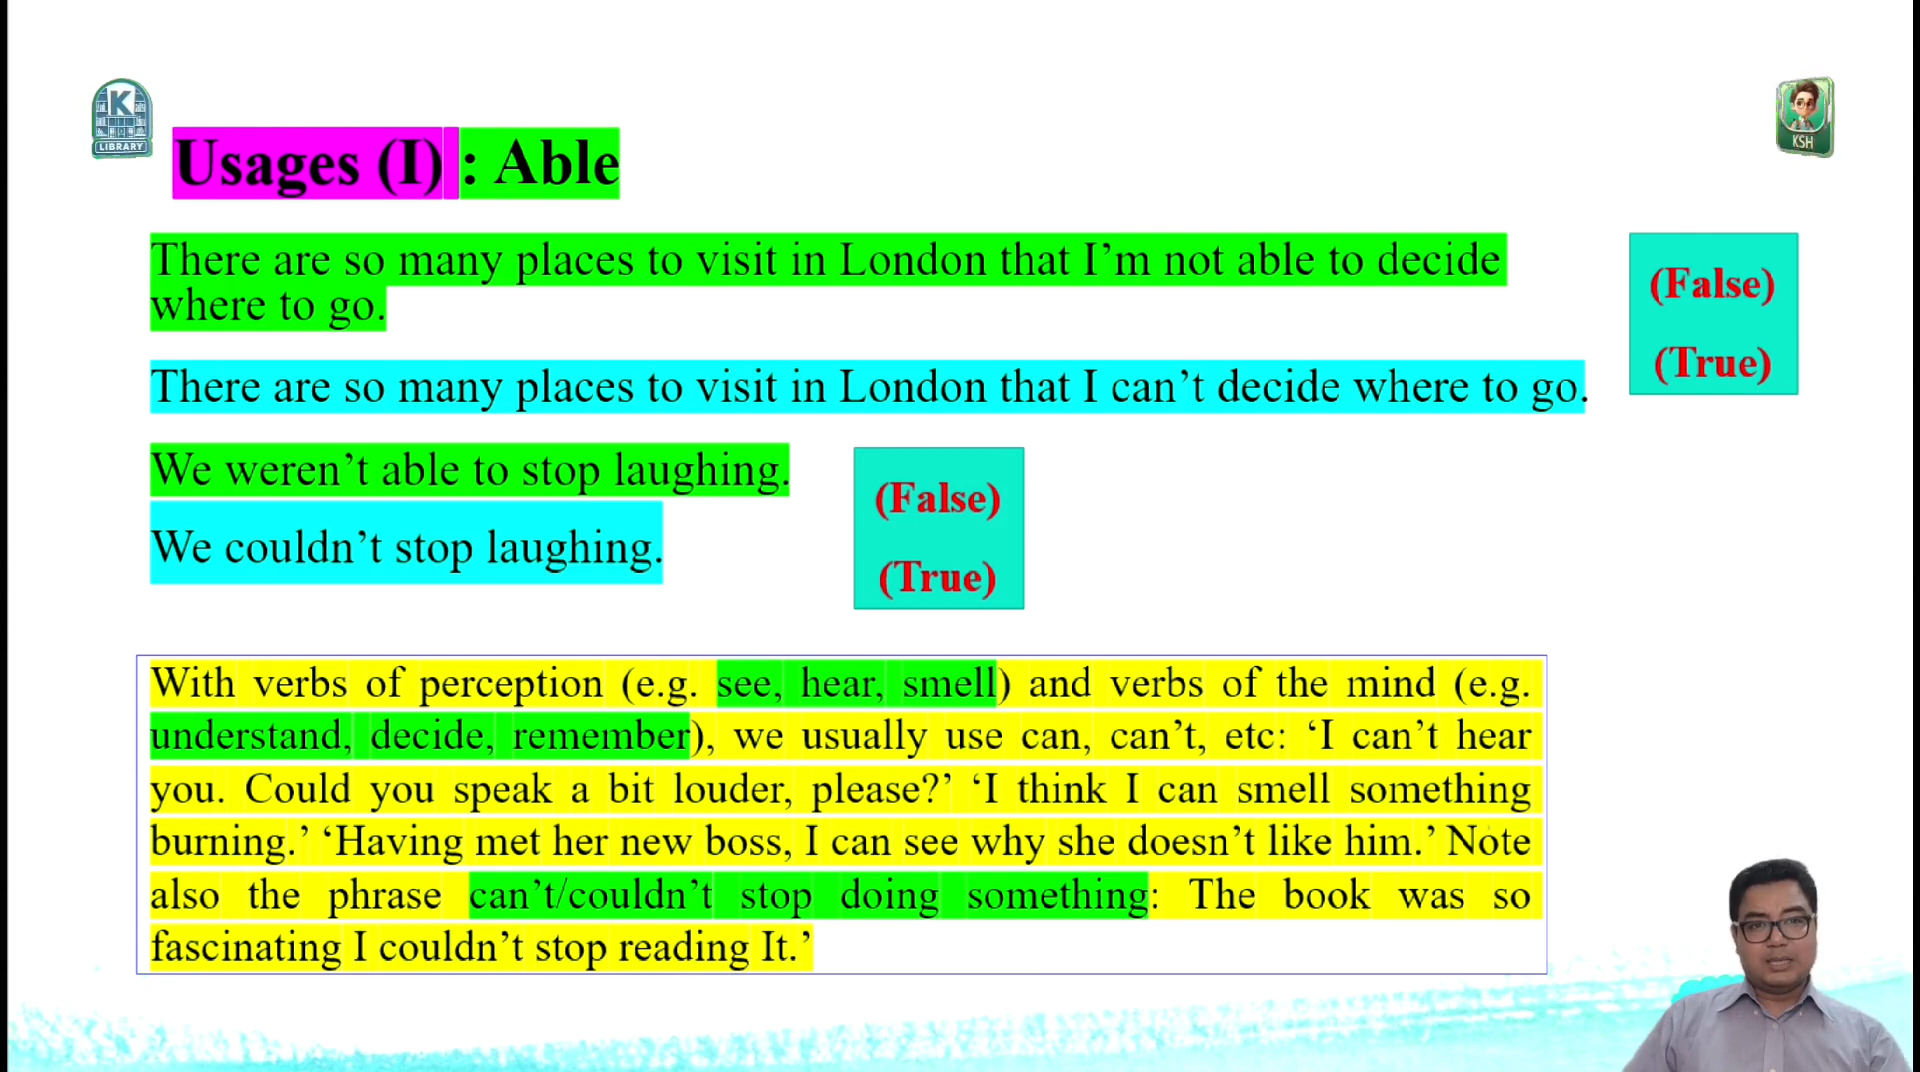 K
LIBRARY
KSH
Usages (I) : Able
There are so many places to visit in London that I’m not able to decide
where to go.
(False)
(True)
There are so many places to visit in London that I can’t decide where to go.
We weren’t able to stop laughing.
We couldn’t stop laughing.
(False)
(True)
With verbs of perception (e.g. see, hear, smell) and verbs of the mind (e.g.
understand, decide, remember), we usually use can, can’t, etc: ‘I can’t hear
you. Could you speak a bit louder, please?’ ‘I think I can smell something
burning.’ ‘Having met her new boss, I can see why she doesn’t like him.’ Note
also the phrase can’t/couldn’t stop doing something: The book was so
fascinating I couldn’t stop reading It.’